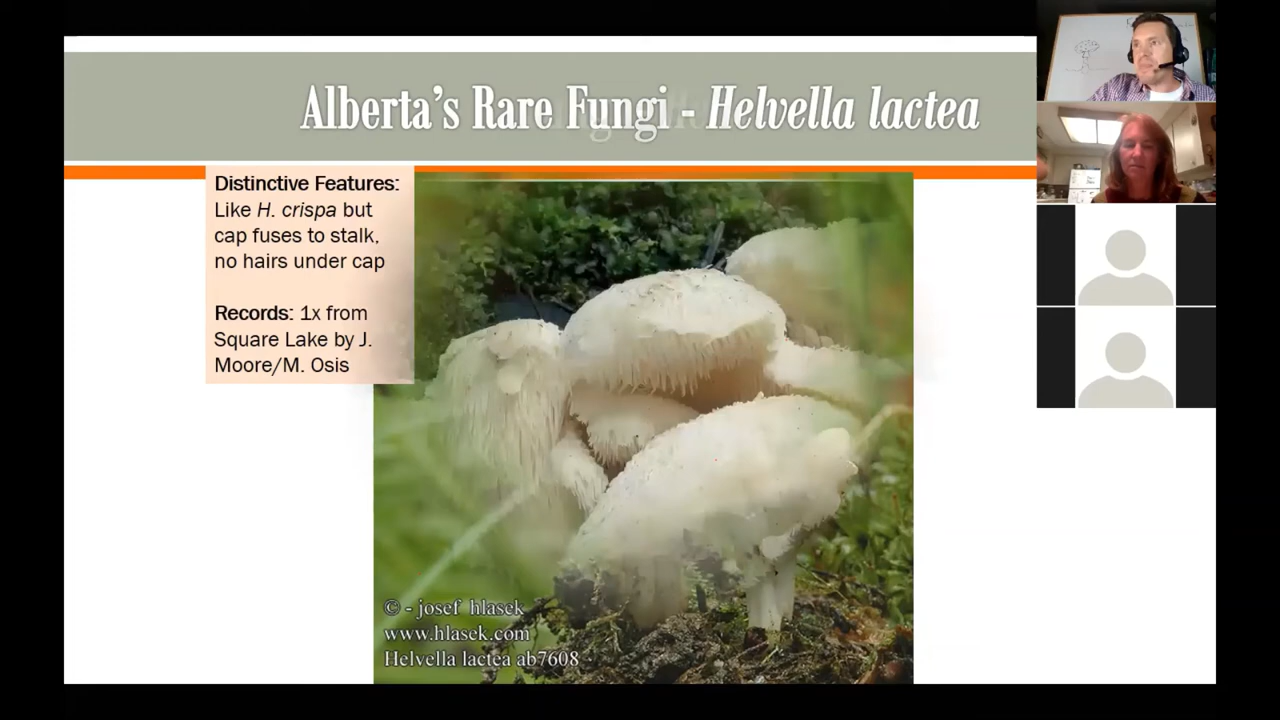 Alberta's Rare Fungi - Helvella lactea
Distinctive Features:
Like H. crispa but
cap fuses to stalk,
no hairs under cap
Records: 1x from
Square Lake by J.
Moore/M. Osis
© - josef hlasek
www.hlasek.com
Helvella lactea ab7608